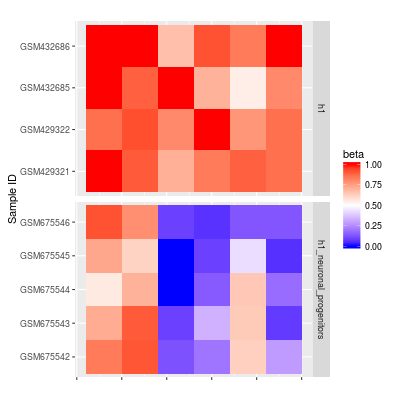 GSM432686
GSM432685
GSM429322
GSM429321
h1
GSM675546
GSM675545
GSM675544
GSM675543
GSM675542
h1_neuronal_progenitors
Sample ID
beta
1.00
0.75
0.50
0.25
0.00